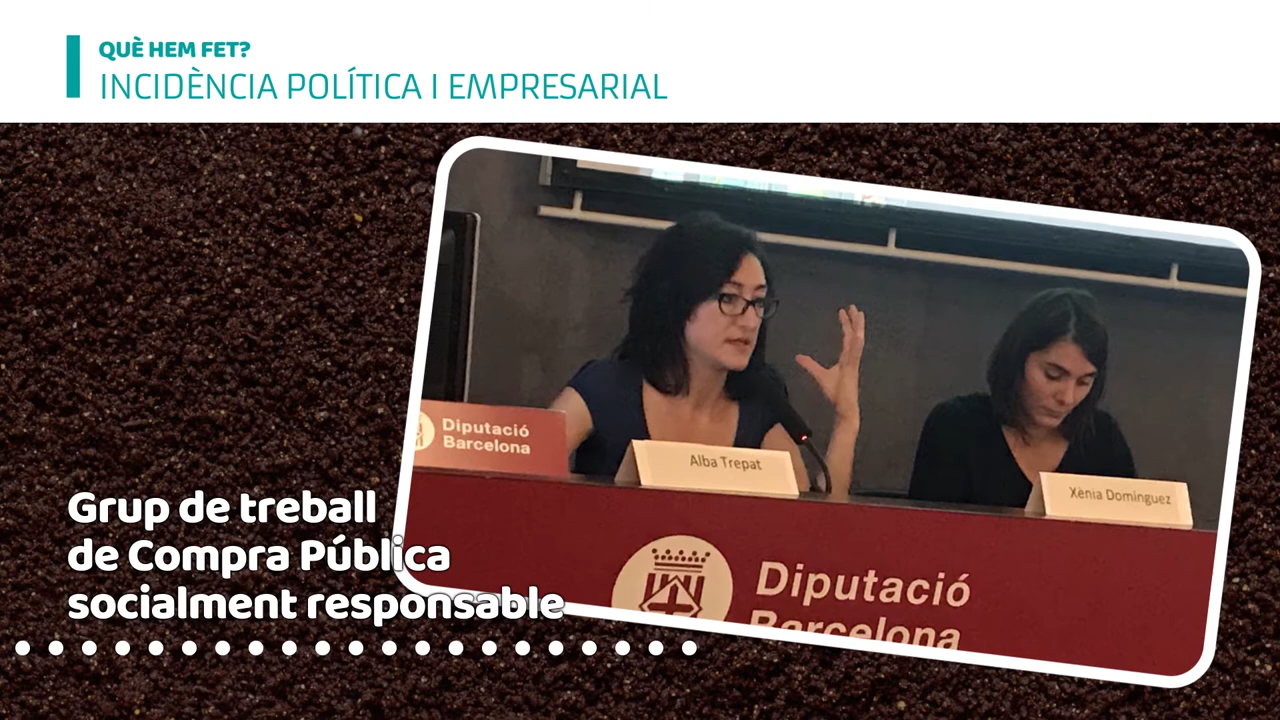 QUÈ HEM FET?
INCIDÈNCIA POLÍTICA I EMPRESARIAL
Diputació
Barcelona
Alba Trepat
Xènia Domínguez
Diputació
Barcelona
Grup de treball
de Compra Pública
socialment responsable